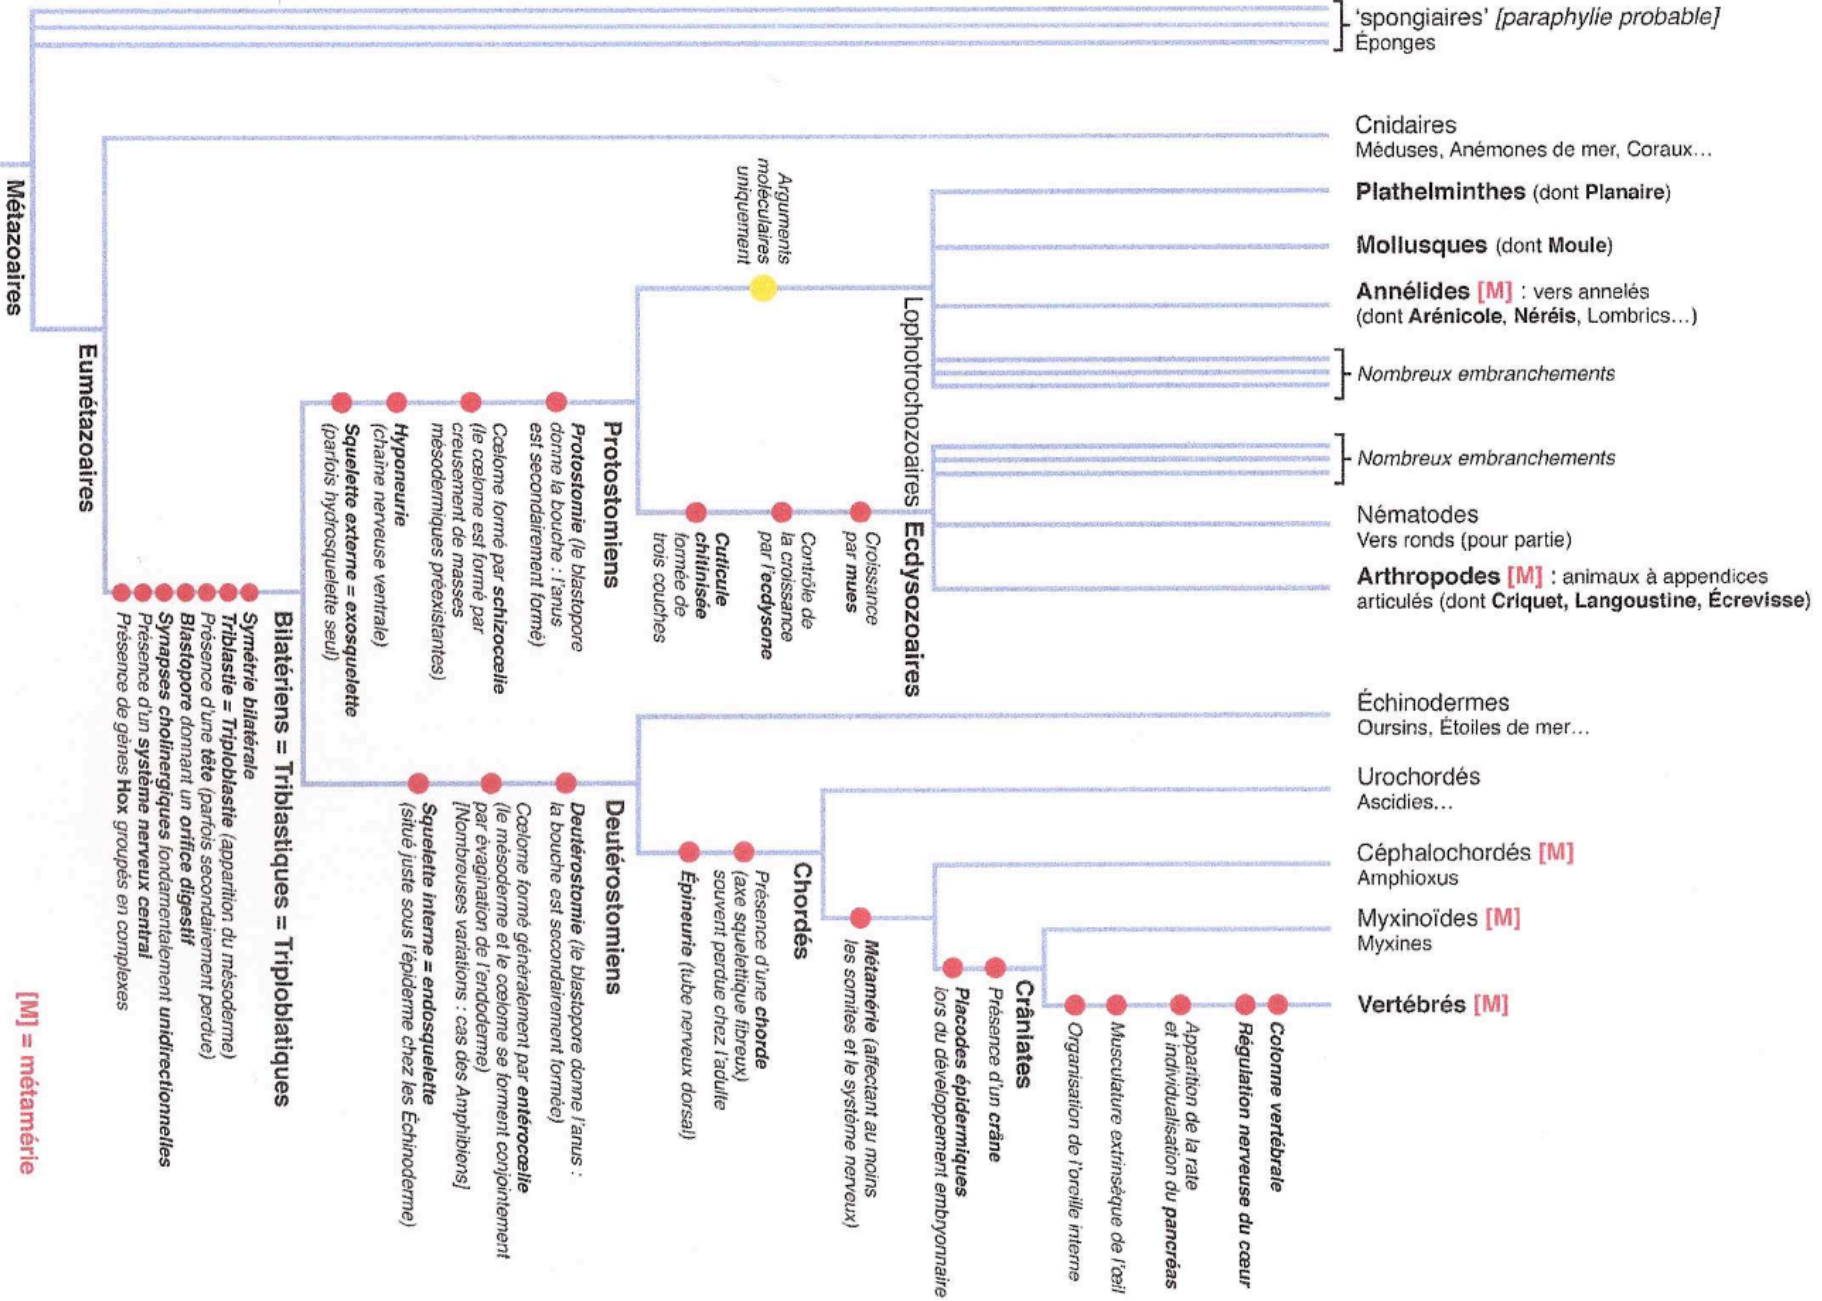 'spongiaires' [paraphylie probable]
Éponges
Cnidaires
Méduses, Anémones de mer, Coraux...
Plathelminthes (dont Planaire)
Mollusques (dont Moule)
Annélides [M] : vers annelés
(dont Arénicole, Néréis, Lombrics...)
Nombreux embranchements
Nombreux embranchements
Nématodes
Vers ronds (pour partie)
Arthropodes [M] : animaux à appendices
articulés (dont Criquet, Langoustine, Écrevisse)
Échinodermes
Oursins, Étoiles de mer...
Urochordés
Ascidies...
Céphalochordés [M]
Amphioxus
Myxinoïdes [M]
Myxines
Vertébrés [M]
Métazoaires
Eumétazoaires
Bilatériens = Triblastiques = Triploblatiques
Symétrie bilatérale
Triblastie = Triploblastie (apparition du mésoderme)
Présence d'une tête (parfois secondairement perdue)
Blastopore donnant un orifice digestif
Synapses cholinergiques fondamentalement unidirectionnelles
Présence d'un système nerveux central
Présence de gènes Hox groupés en complexes
Protostomiens
Protostomie (le blastopore
donne la bouche : l'anus
est secondairement formé)
Cœlome formé par schizocœlie
(le cœlome est formé par
creusement de masses
mésodermiques préexistantes)
Hyponeurie
(chaîne nerveuse ventrale)
Squelette externe = exosquelette
(parfois hydrosquelette seul)
Arguments
moléculaires
uniquement
Lophotrochozoaires
Ecdysozoaires
Croissance
par mues
Contrôle de
la croissance
par l'ecdysone
Cuticule
chitinisée
formée de
trois couches
Deutérostomiens
Deutérostomie (le blastopore donne l'anus :
la bouche est secondairement formée)
Cœlome formé généralement par entérocœlie
(le mésoderme et le cœlome se forment conjointement
par évagination de l'endoderme)
[Nombreuses variations : cas des Amphibiens]
Squelette interne = endosquelette
(situé juste sous l'épiderme chez les Échinoderme)
Chordés
Présence d'une chorde
(axe squelettique fibreux)
souvent perdue chez l'adulte
Épineurie (tube nerveux dorsal)
Métamérie (affectant au moins
les somites et le système nerveux)
Crâniates
Présence d'un crâne
Placodes épidermiques
lors du développement embryonnaire
Colonne vertébrale
Régulation nerveuse du cœur
Apparition de la rate
et individualisation du pancréas
Musculature extrinsèque de l'œil
Organisation de l'oreille interne
[M] = métamérie